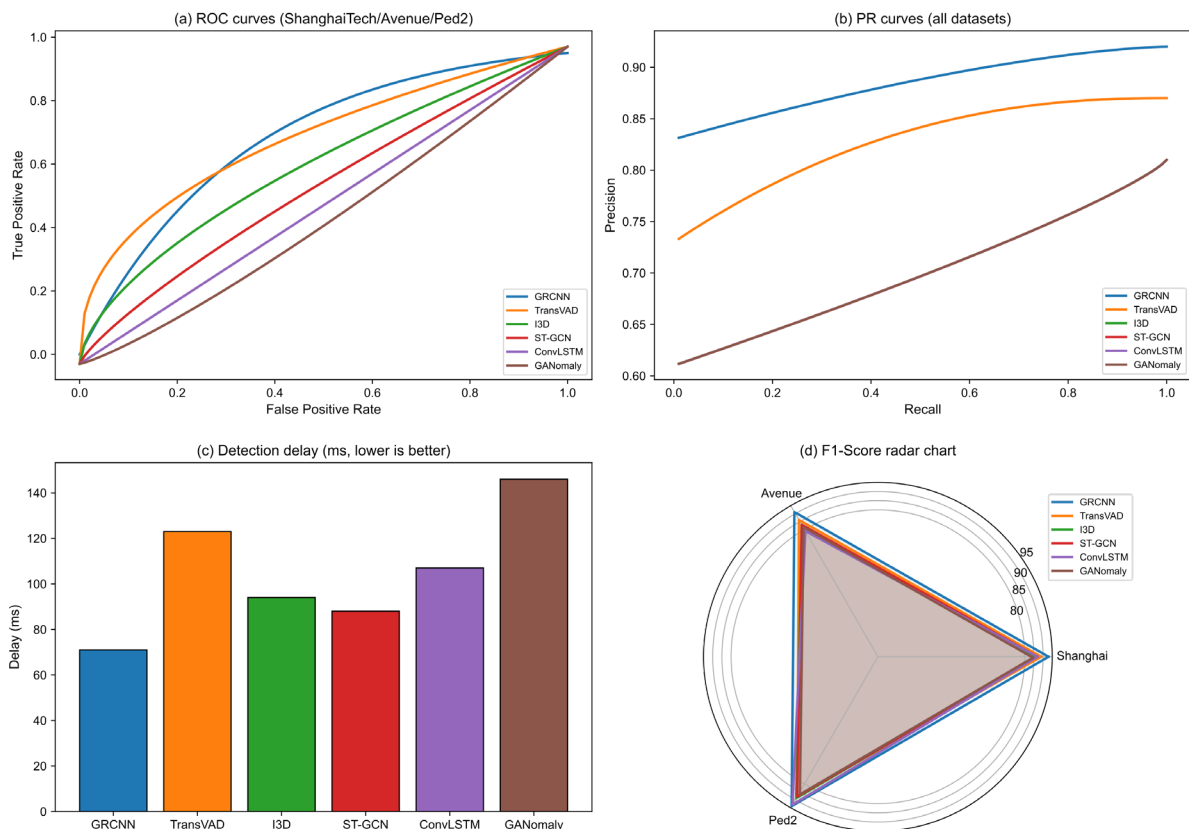 (a) ROC curves (ShanghaiTech/Avenue/Ped2)
True Positive Rate
1.0
0.8
0.6
0.4
0.2
0.0
GRCNN
TransVAD
I3D
ST-GCN
ConvLSTM
GANomaly
0.0 0.2 0.4 0.6 0.8 1.0
False Positive Rate
(b) PR curves (all datasets)
Precision
0.90
0.85
0.80
0.75
0.70
0.65
0.60
GRCNN
TransVAD
I3D
ST-GCN
ConvLSTM
GANomaly
0.0 0.2 0.4 0.6 0.8 1.0
Recall
(c) Detection delay (ms, lower is better)
Delay (ms)
140
120
100
80
60
40
20
0
GRCNN TransVAD I3D ST-GCN ConvLSTM GANomaly
(d) F1-Score radar chart
Avenue
GRCNN
TransVAD
I3D
ST-GCN
ConvLSTM
GANomaly
95
90
85
80
Shanghai
Ped2